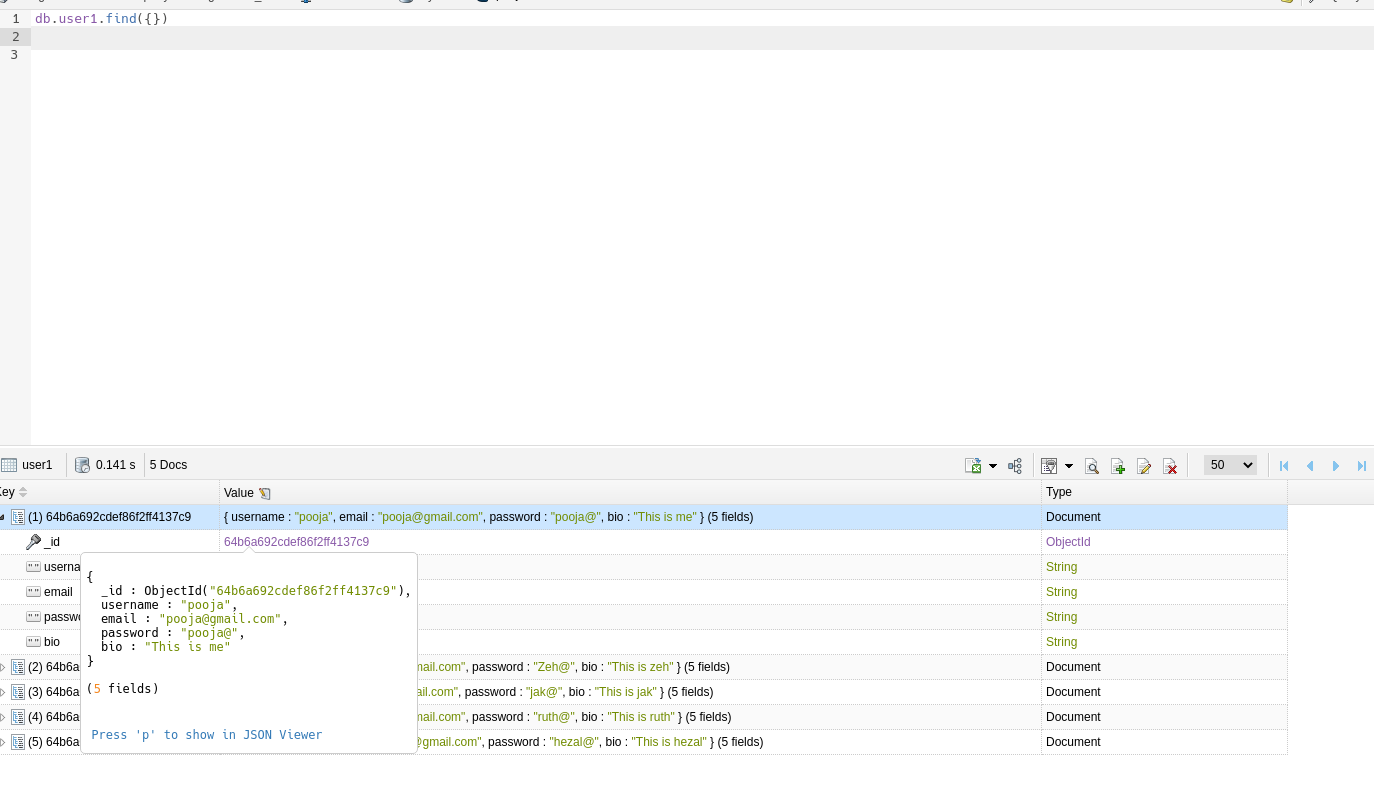 1 db.user1.find({})
2
3
user1 0.141 s 5 Docs 50
Key Value Type
(1) 64b6a692cdef86f2ff4137c9 { username : "pooja", email : "pooja@gmail.com", password : "pooja@", bio : "This is me" } (5 fields) Document
_id 64b6a692cdef86f2ff4137c9 ObjectId
userna String
email String
passwo String
bio String
(2) 64b6a mail.com", password : "Zeh@", bio : "This is zeh" } (5 fields) Document
(3) 64b6a ail.com", password : "jak@", bio : "This is jak" } (5 fields) Document
(4) 64b6a mail.com", password : "ruth@", bio : "This is ruth" } (5 fields) Document
(5) 64b6a @gmail.com", password : "hezal@", bio : "This is hezal" } (5 fields) Document
{
_id : ObjectId("64b6a692cdef86f2ff4137c9"),
username : "pooja",
email : "pooja@gmail.com",
password : "pooja@",
bio : "This is me"
}
(5 fields)
Press 'p' to show in JSON Viewer